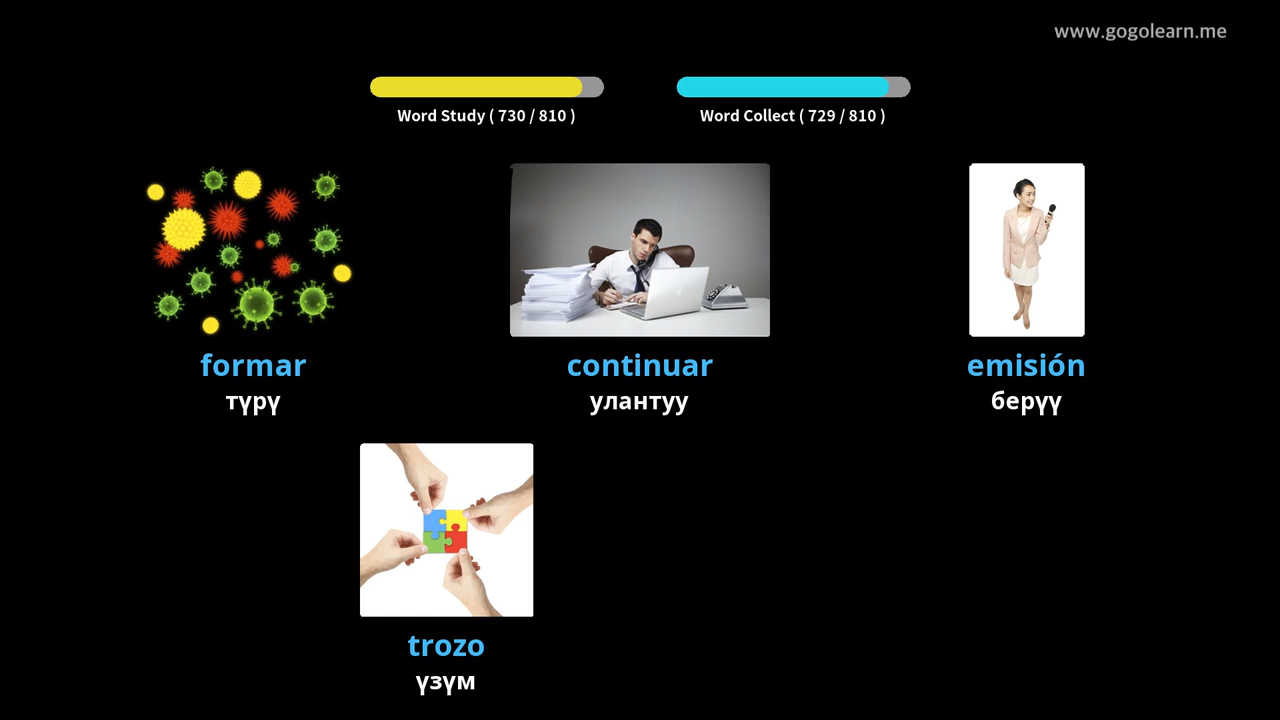 www.gogolearn.me
Word Study ( 730 / 810 )
Word Collect ( 729 / 810 )
formar
түрү
continuar
улантуу
emisión
берүү
trozo
үзүм